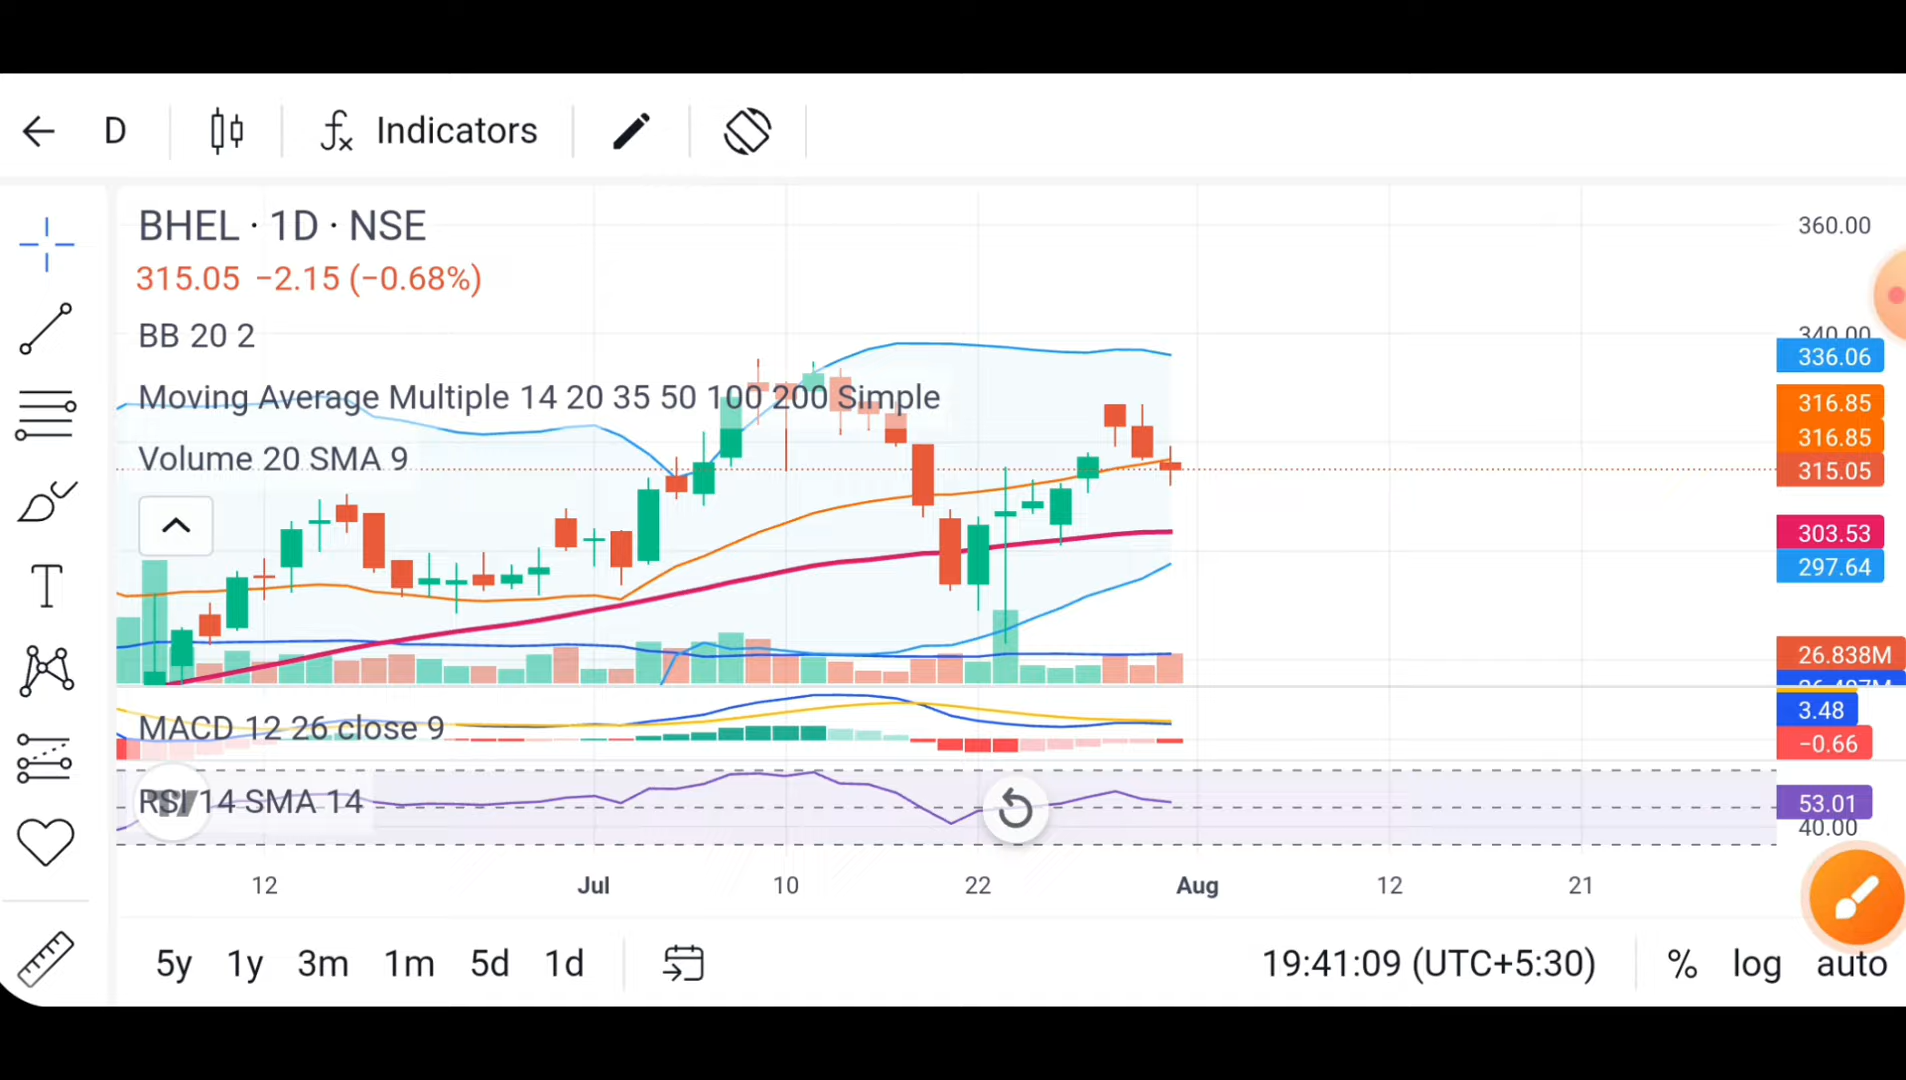 D
Indicators
BHEL · 1D · NSE
315.05 −2.15 (−0.68%)
BB 20 2
Moving Average Multiple 14 20 35 50 100 200 Simple
Volume 20 SMA 9
T
MACD 12 26 close 9
RSI 14 SMA 14
360.00
340.00
336.06
316.85
316.85
315.05
303.53
297.64
26.838M
3.48
−0.66
53.01
40.00
12 Jul 10 22 Aug 12 21
5y 1y 3m 1m 5d 1d 19:41:09 (UTC+5:30) % log auto